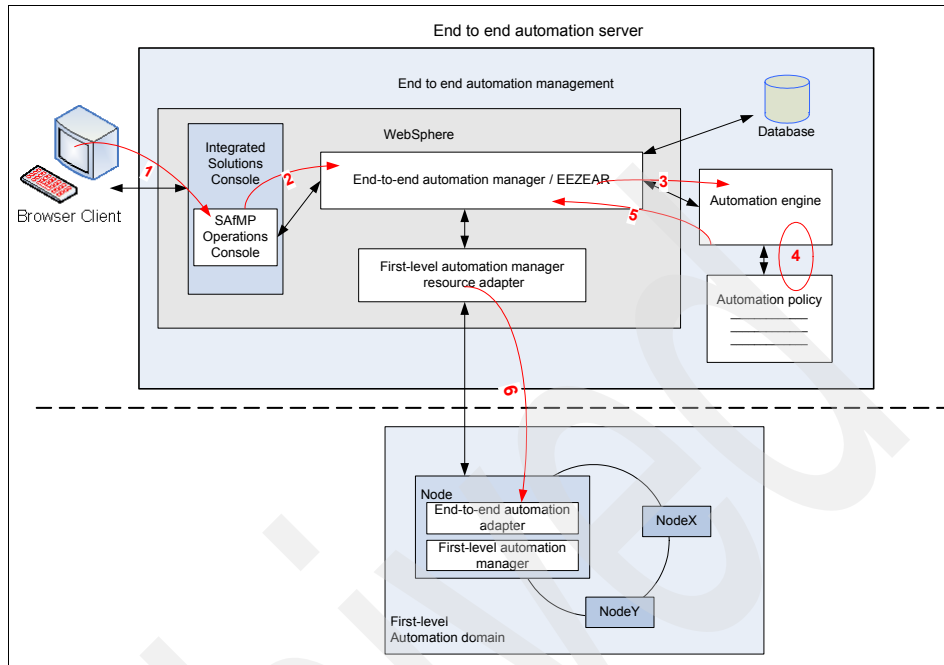 End to end automation server
End to end automation management
WebSphere
Database
Integrated
Solutions
Console
SAfMP
Operations
Console
End-to-end automation manager / EEZEAR
Automation engine
Browser Client
First-level automation manager
resource adapter
Automation policy
1
2
3
4
5
6
Node
End-to-end automation
adapter
First-level automation
manager
NodeX
NodeY
First-level
Automation domain